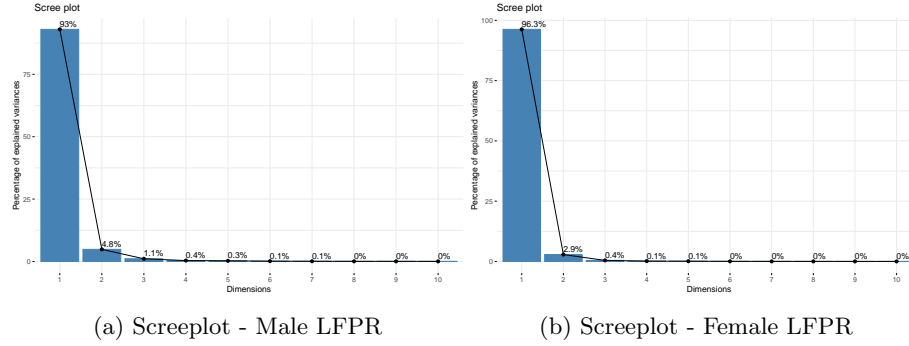 Scree plot
Percentage of explained variances
75
50
25
0
93%
4.8%
1.1%
0.4%
0.3%
0.1%
0.1%
0%
0%
0%
1 2 3 4 5 6 7 8 9 10
Dimensions
(a) Screeplot - Male LFPR
Scree plot
Percentage of explained variances
100
75
50
25
0
96.3%
2.9%
0.4%
0.1%
0.1%
0%
0%
0%
0%
0%
1 2 3 4 5 6 7 8 9 10
Dimensions
(b) Screeplot - Female LFPR